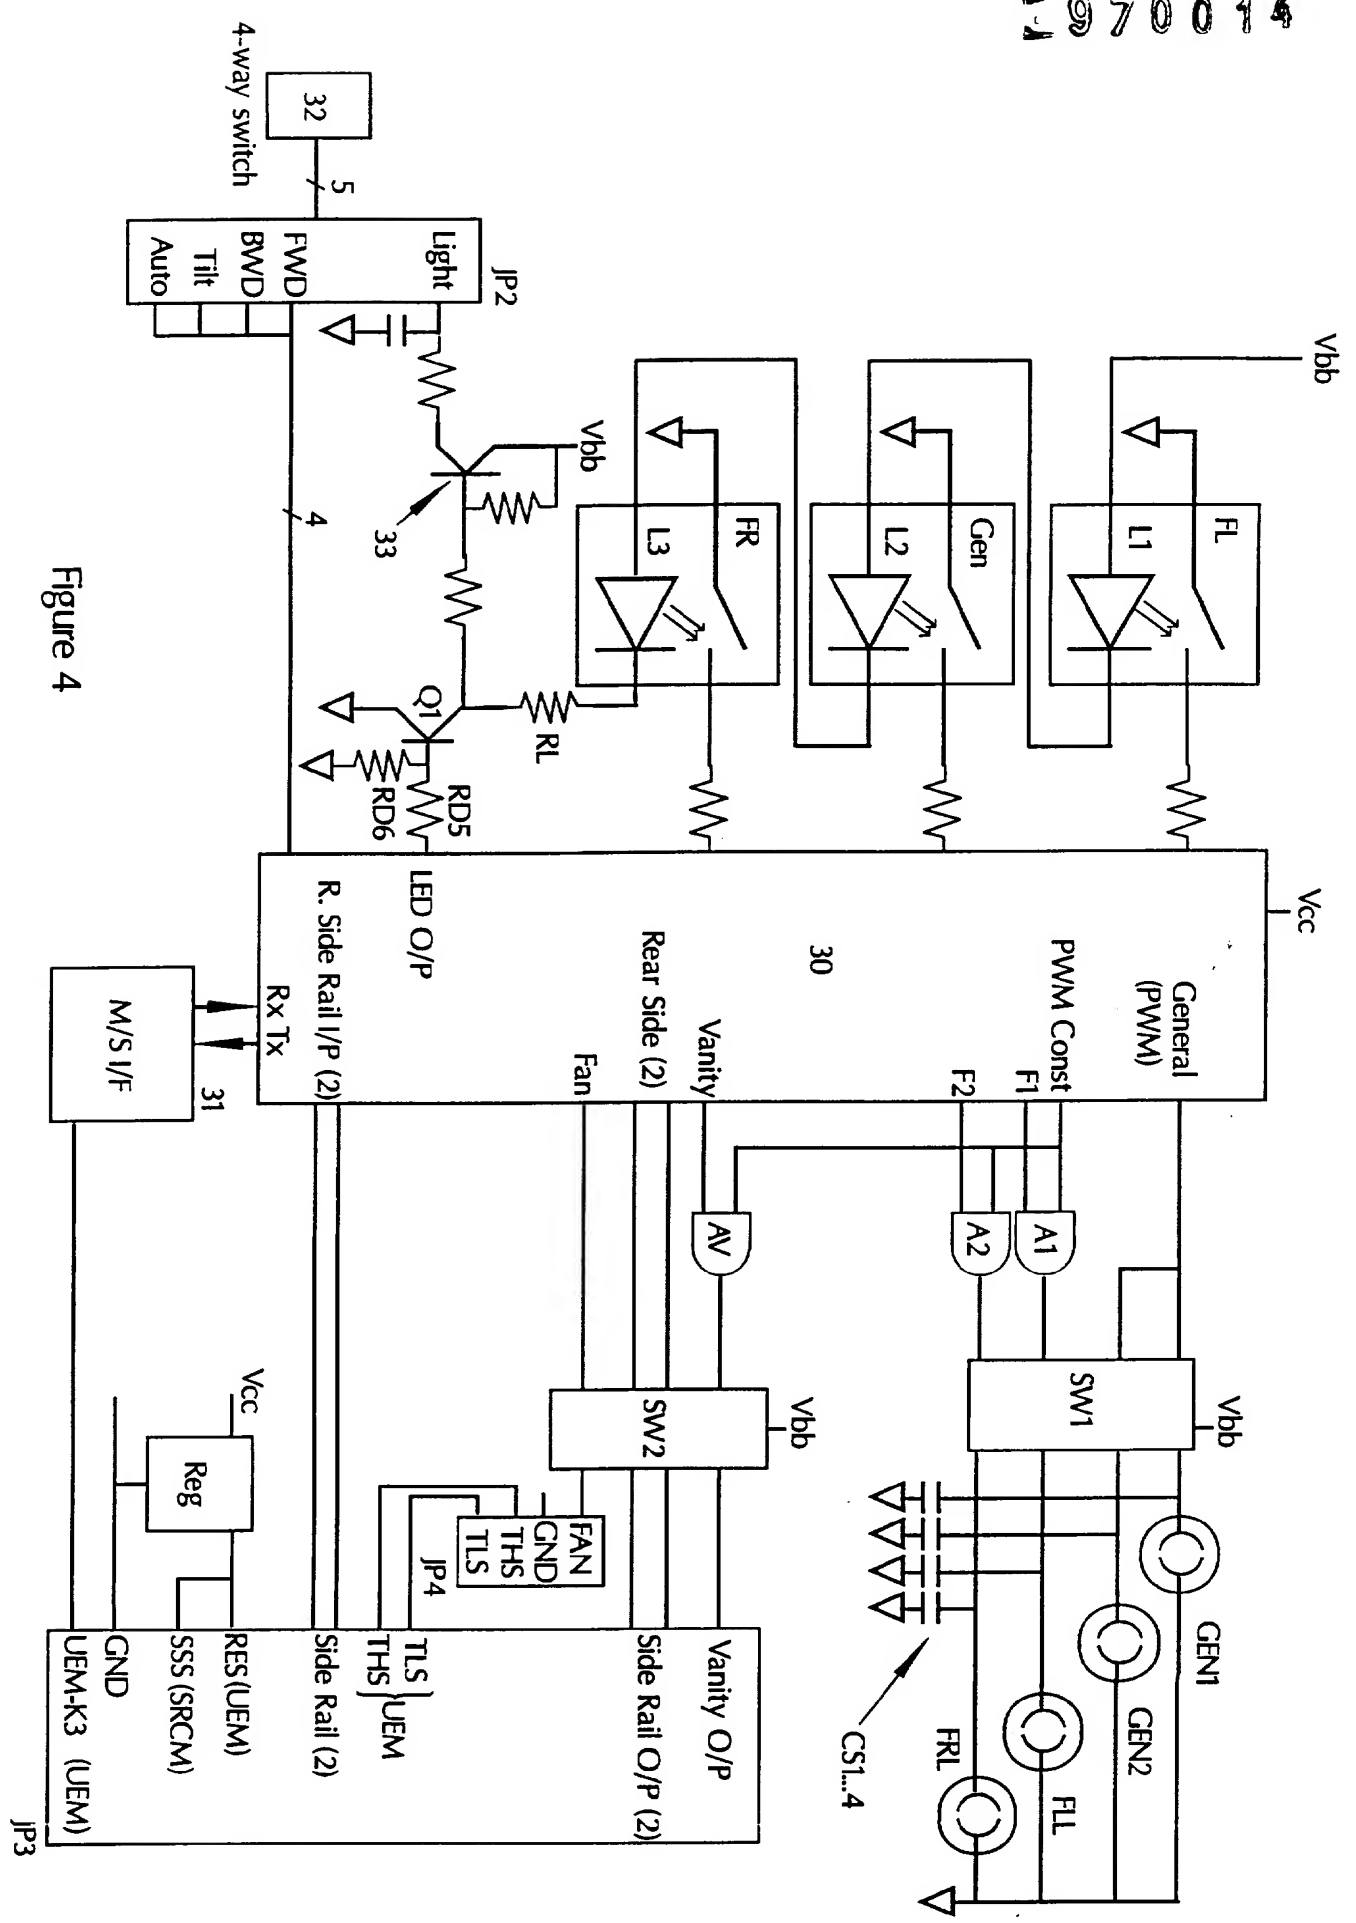 970014
Vbb
FL
L1
Gen
L2
FR
L3
Vbb
33
RL
Q1
RD5
RD6
32
4-way switch
5
JP2
Light
FWD
BWD
Tilt
Auto
4
Vcc
30
General
(PWM)
PWM Const
F1
F2
Vanity
Rear Side (2)
Fan
LED O/P
R. Side Rail I/P (2)
Rx Tx
M/S I/F
31
A1
A2
AV
SW1
Vbb
SW2
Vbb
GEN1
GEN2
FLL
FRL
CS1...4
FAN
GND
THS
TLS
JP4
Vcc
Reg
Vanity O/P
Side Rail O/P (2)
TLS
THS
UEM
Side Rail (2)
RES(UEM)
SSS (SRCM)
GND
UEM-K3 (UEM)
JP3
Figure 4